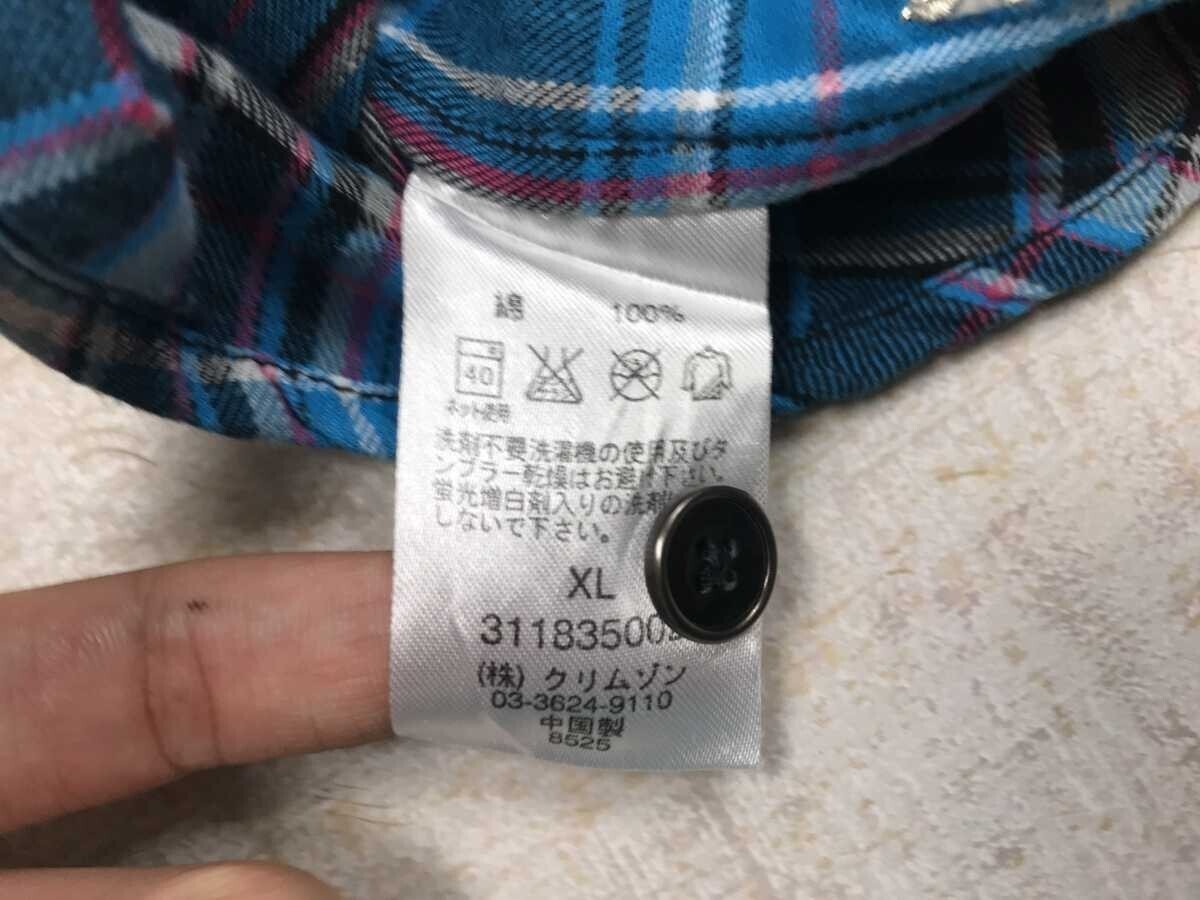 綿 100%
40
ネット使用
洗剤不要洗濯機の使用及びタ
ンブラー乾燥はお避け下さい。
蛍光増白剤入りの洗剤
しないで下さい。
XL
31183500
(株) クリムゾン
03-3624-9110
中国製
8525